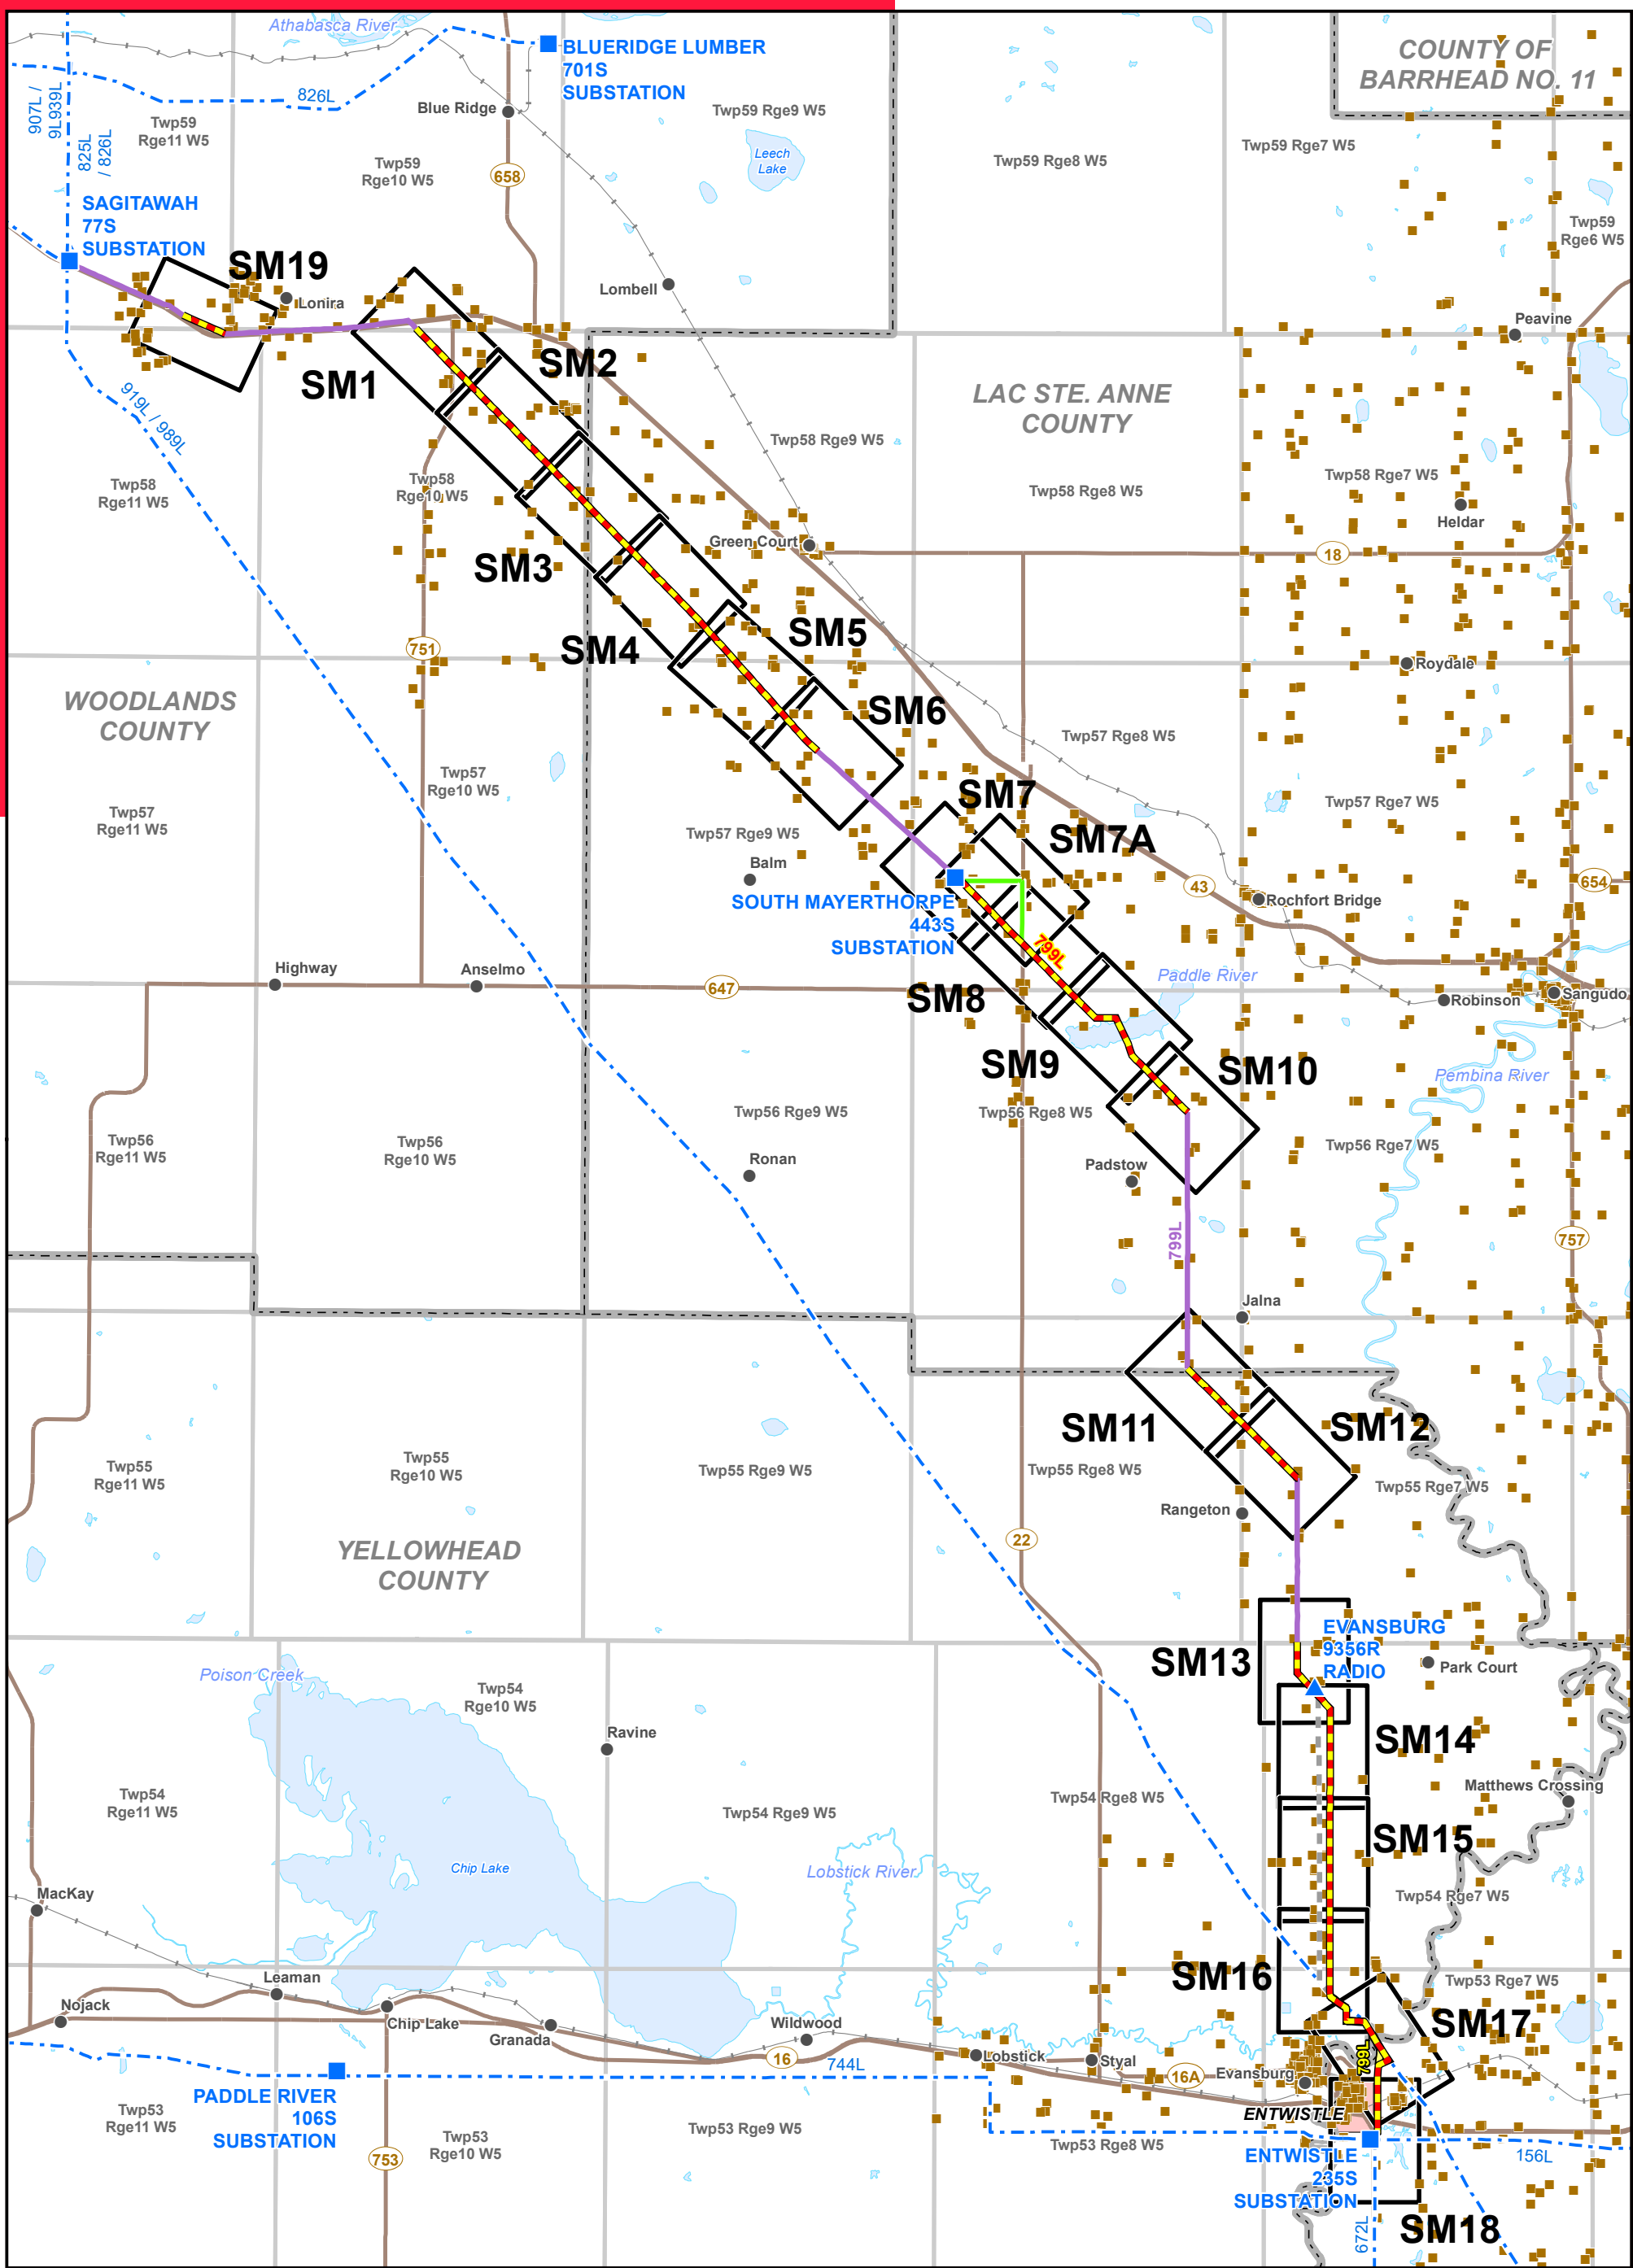 Athabasca River
BLUERIDGE LUMBER
701S
SUBSTATION
COUNTY OF
BARRHEAD NO. 11
907L /
9L939L
825L
/ 826L
826L
Blue Ridge
Twp59
Rge11 W5
Twp59
Rge10 W5
658
Twp59 Rge9 W5
Leech
Lake
Twp59 Rge8 W5
Twp59 Rge7 W5
Twp59
Rge6 W5
SAGITAWAH
77S
SUBSTATION
SM19
Lonira
Lombell
Peavine
SM1
SM2
919L / 989L
LAC STE. ANNE
COUNTY
Twp58 Rge9 W5
Twp58
Rge11 W5
Twp58
Rge10 W5
Twp58 Rge8 W5
Twp58 Rge7 W5
Heldar
Green Court
18
SM3
751
SM4
SM5
Roydale
WOODLANDS
COUNTY
SM6
Twp57 Rge8 W5
Twp57
Rge10 W5
Twp57
Rge11 W5
SM7
Twp57 Rge7 W5
Twp57 Rge9 W5
SM7A
Balm
43
654
SOUTH MAYERTHORPE
443S
SUBSTATION
Rochfort Bridge
799L
Highway
Anselmo
647
Paddle River
SM8
Robinson
Sangudo
SM9
SM10
Pembina River
Twp56 Rge9 W5
Twp56 Rge8 W5
Twp56
Rge11 W5
Twp56
Rge10 W5
Twp56 Rge7 W5
Ronan
Padstow
799L
757
Jalna
SM11
SM12
Twp55
Rge11 W5
Twp55
Rge10 W5
Twp55 Rge9 W5
Twp55 Rge8 W5
Twp55 Rge7 W5
Rangeton
22
YELLOWHEAD
COUNTY
EVANSBURG
9356R
RADIO
SM13
Park Court
Poison Creek
Twp54
Rge10 W5
Ravine
SM14
Matthews Crossing
Twp54
Rge11 W5
Twp54 Rge9 W5
Twp54 Rge8 W5
SM15
Chip Lake
Lobstick River
MacKay
Twp54 Rge7 W5
SM16
Leaman
Twp53 Rge7 W5
Nojack
Chip Lake
Granada
Wildwood
SM17
16
744L
Lobstick
Styal
16A
Evansburg
799L
PADDLE RIVER
106S
SUBSTATION
Twp53
Rge11 W5
Twp53
Rge10 W5
Twp53 Rge9 W5
ENTWISTLE
Twp53 Rge8 W5
753
ENTWISTLE
235S
SUBSTATION
156L
672L
SM18